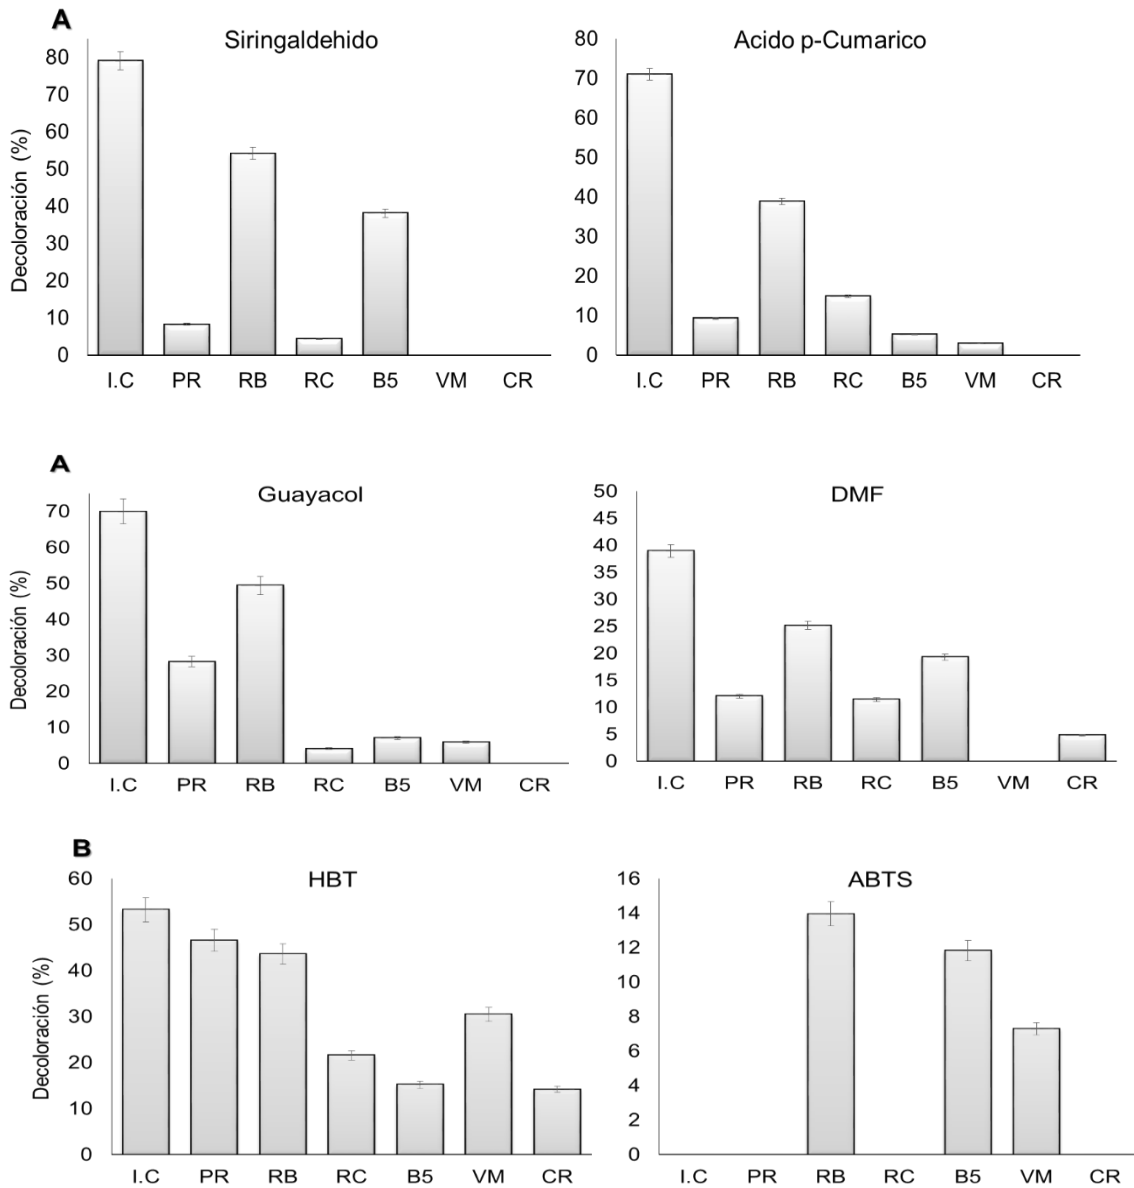 A
Siringaldehido
Decoloración (%)
80
70
60
50
40
30
20
10
0
I.C PR RB RC B5 VM CR
Acido p-Cumarico
80
70
60
50
40
30
20
10
0
I.C PR RB RC B5 VM CR
A
Guayacol
Decoloración (%)
70
60
50
40
30
20
10
0
I.C PR RB RC B5 VM CR
DMF
50
45
40
35
30
25
20
15
10
5
0
I.C PR RB RC B5 VM CR
B
HBT
Decoloración (%)
60
50
40
30
20
10
0
I.C PR RB RC B5 VM CR
ABTS
16
14
12
10
8
6
4
2
0
I.C PR RB RC B5 VM CR